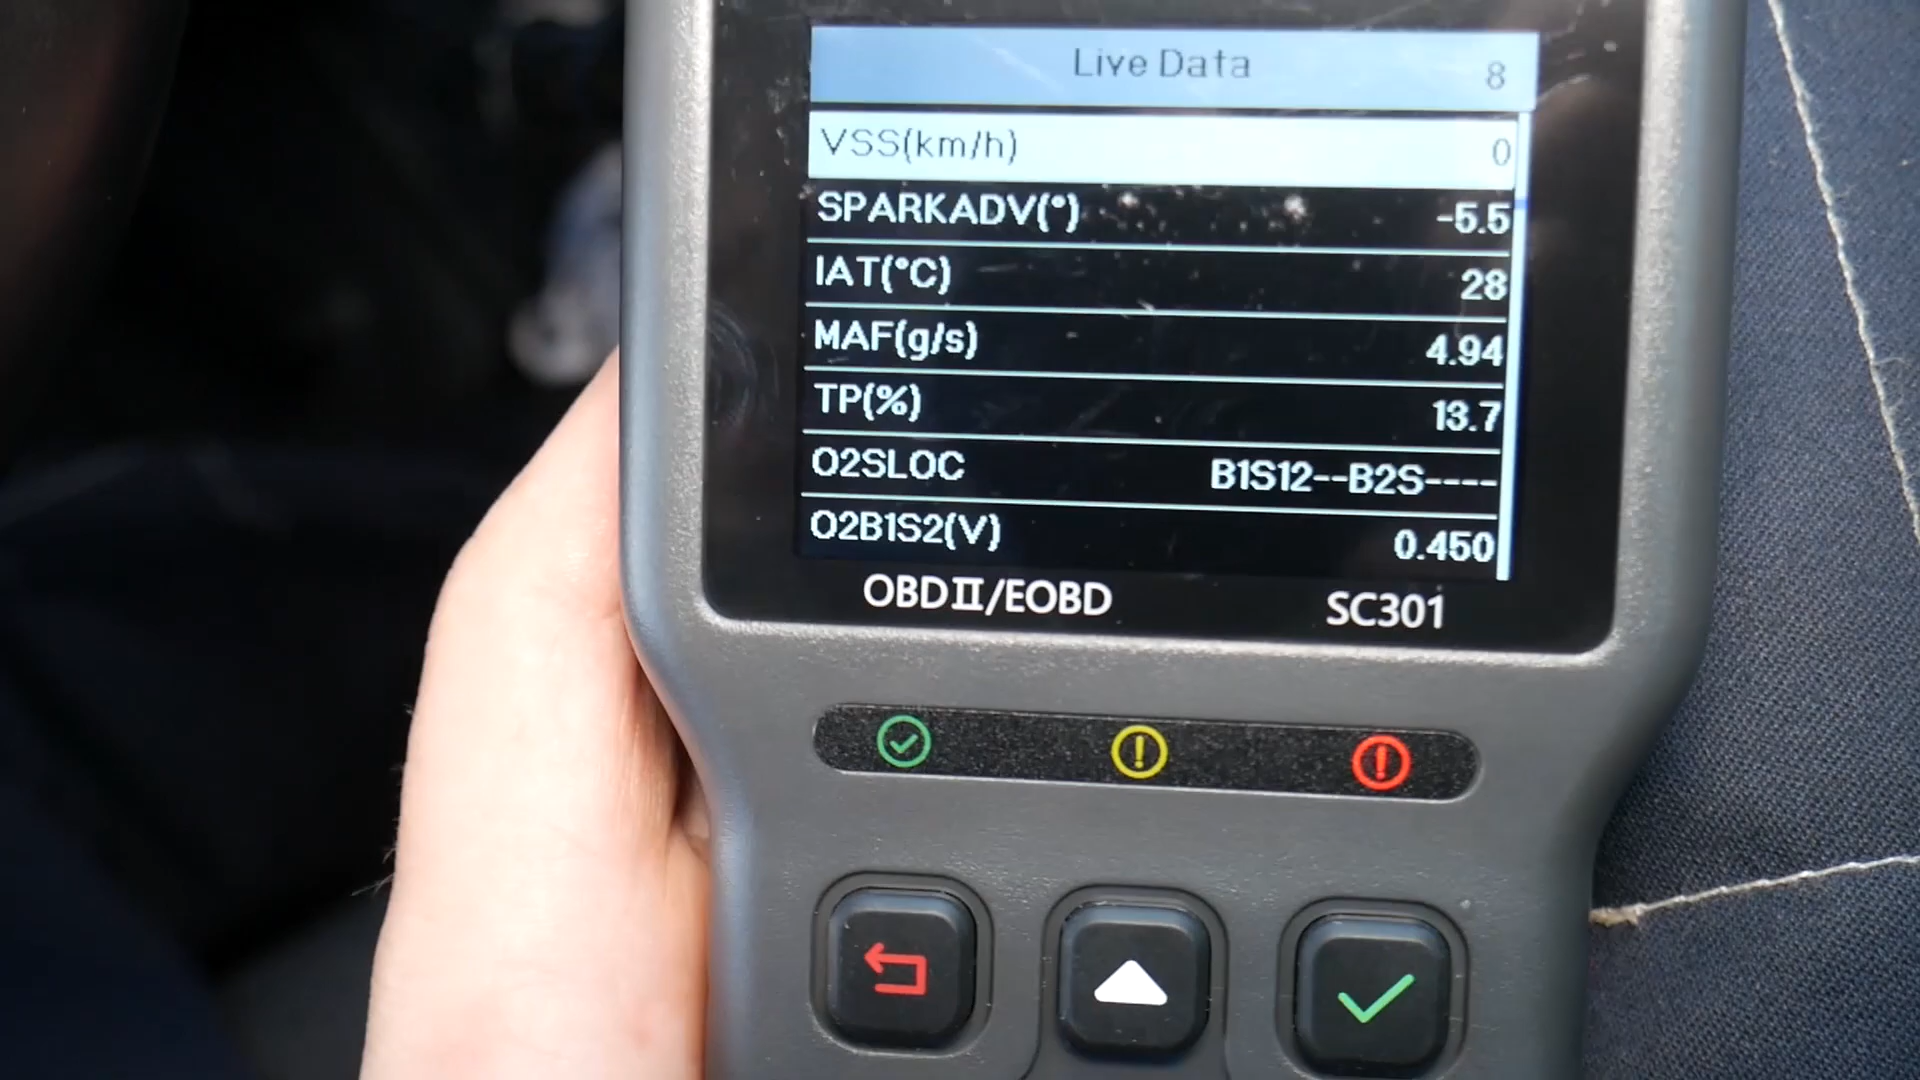 Live Data 8
VSS(km/h) 0
SPARKADV(°) -5.5
IAT(°C) 28
MAF(g/s) 4.94
TP(%) 13.7
O2SLOC B1S12--B2S----
O2B1S2(V) 0.450
OBDII/EOBD SC301